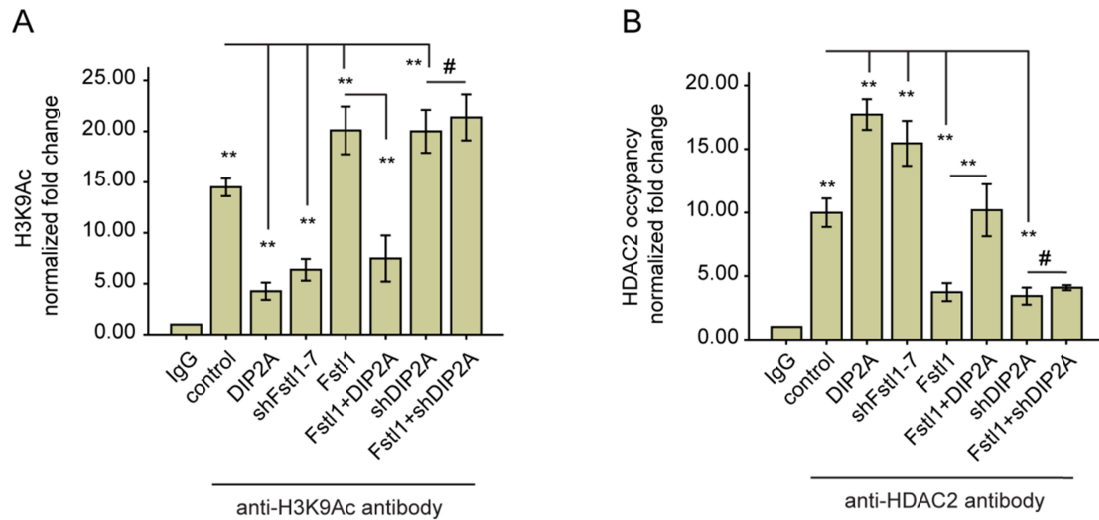 A
H3K9Ac
normalized fold change
25.00
20.00
15.00
10.00
5.00
0.00
**
**
**
**
**
**
#
IgG
control
DIP2A
shFstl1-7
Fstl1
Fstl1+DIP2A
shDIP2A
Fstl1+shDIP2A
anti-H3K9Ac antibody
B
HDAC2 occypancy
normalized fold change
20.00
15.00
10.00
5.00
0.00
**
**
**
**
**
**
#
IgG
control
DIP2A
shFstl1-7
Fstl1
Fstl1+DIP2A
shDIP2A
Fstl1+shDIP2A
anti-HDAC2 antibody